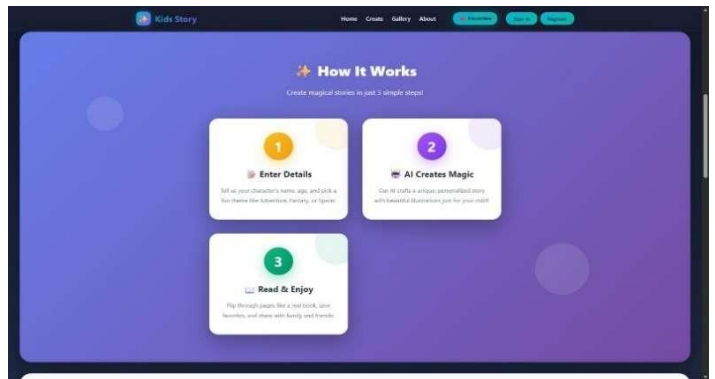 Kids Story
Home Create Gallery About Favorites Sign In Register
How It Works
Create magical stories in just 3 simple steps!
1
Enter Details
Tell us your character's name, age, and pick a
fun theme like Adventure, Fantasy, or Space!
2
AI Creates Magic
Our AI crafts a unique personalized story
with beautiful illustrations just for your child!
3
Read & Enjoy
Flip through pages like a real book, save
favorites, and share with family and friends.